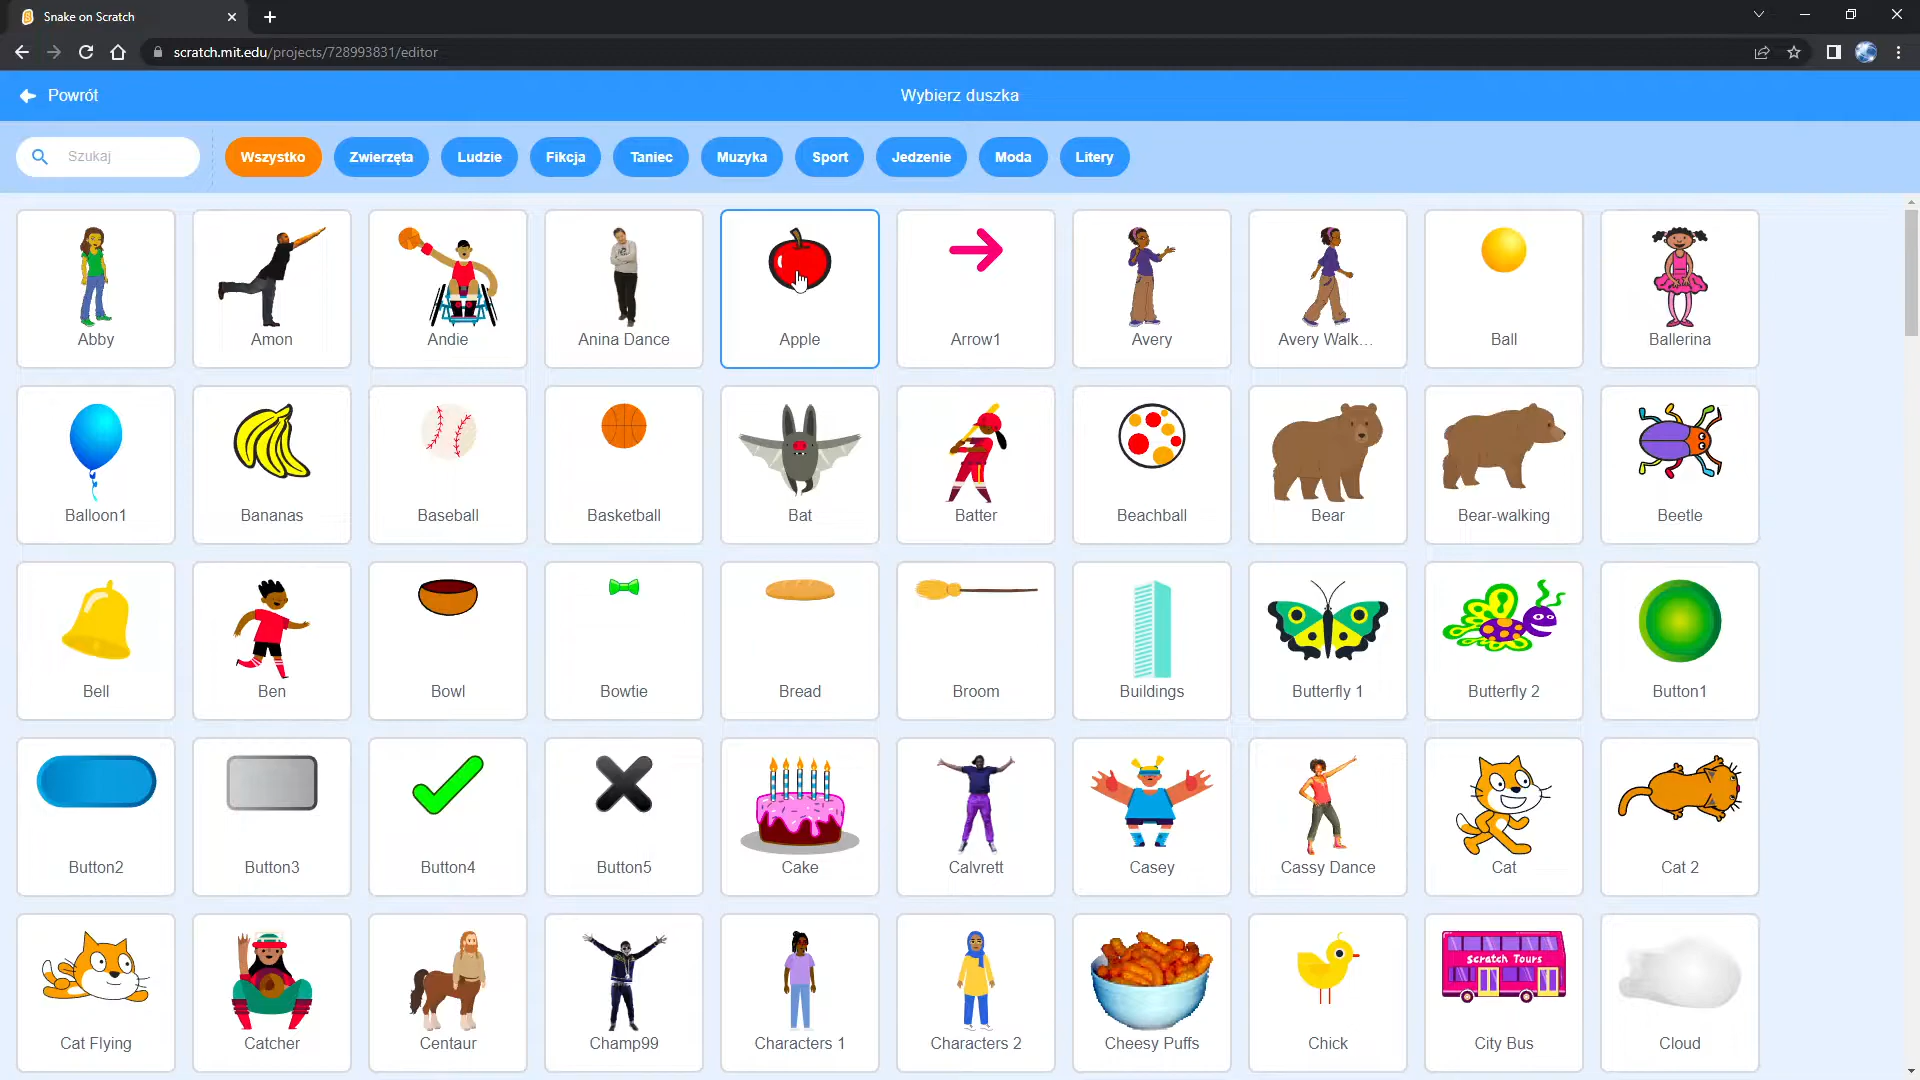 Snake on Scratch
scratch.mit.edu/projects/728993831/editor
Powrót
Wybierz duszka
Szukaj
Wszystko
Zwierzęta
Ludzie
Fikcja
Taniec
Muzyka
Sport
Jedzenie
Moda
Litery
Abby
Amon
Andie
Anina Dance
Apple
Arrow1
Avery
Avery Walk...
Ball
Ballerina
Balloon1
Bananas
Baseball
Basketball
Bat
Batter
Beachball
Bear
Bear-walking
Beetle
Bell
Ben
Bowl
Bowtie
Bread
Broom
Buildings
Butterfly 1
Butterfly 2
Button1
Button2
Button3
Button4
Button5
Cake
Calvrett
Casey
Cassy Dance
Cat
Cat 2
Scratch Tours
Cat Flying
Catcher
Centaur
Champ99
Characters 1
Characters 2
Cheesy Puffs
Chick
City Bus
Cloud